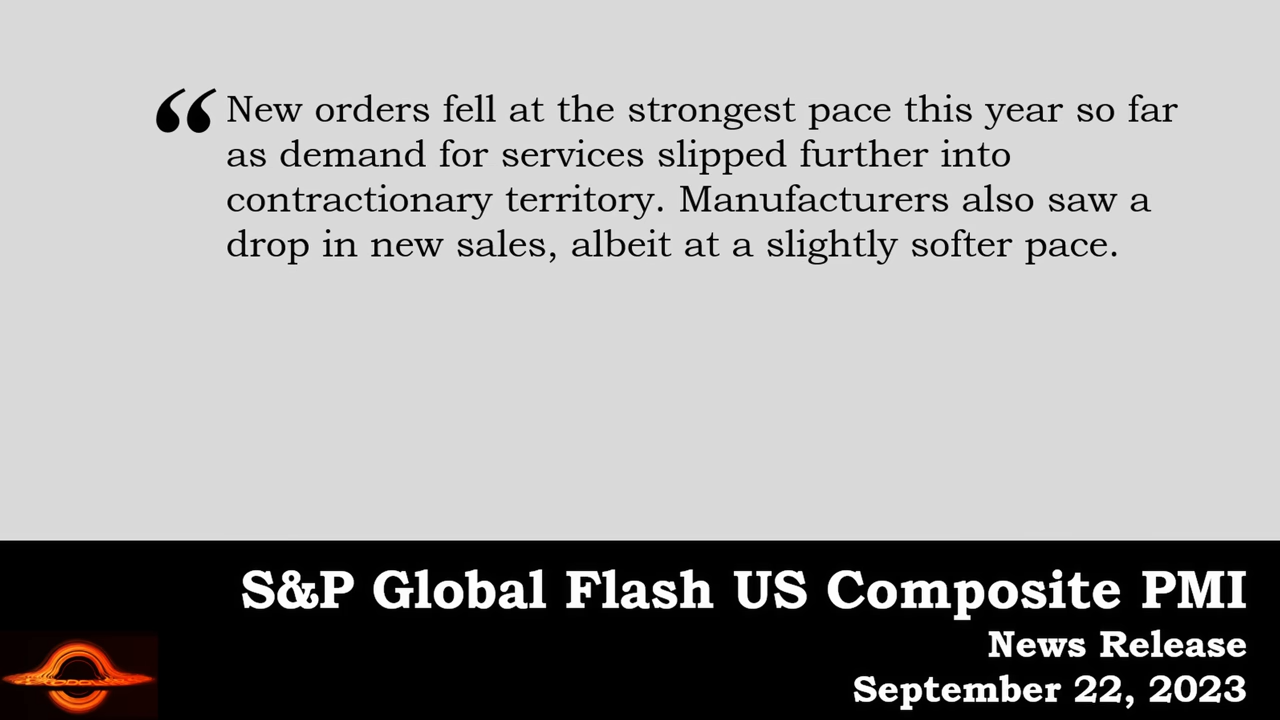 “New orders fell at the strongest pace this year so far
as demand for services slipped further into
contractionary territory. Manufacturers also saw a
drop in new sales, albeit at a slightly softer pace.
S&P Global Flash US Composite PMI
News Release
September 22, 2023